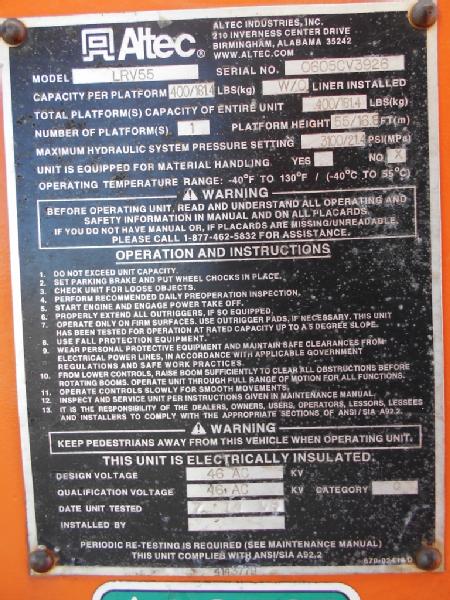 Altec®
ALTEC INDUSTRIES, INC.
210 INVERNESS CENTER DRIVE
BIRMINGHAM, ALABAMA 35242
WWW.ALTEC.COM
MODEL LRV55 SERIAL NO. 0605CV3926
CAPACITY PER PLATFORM 400/181.4 LBS(kg) W/O LINER INSTALLED
TOTAL PLATFORM(S) CAPACITY OF ENTIRE UNIT 400/181.4 LBS(kg)
NUMBER OF PLATFORM(S) 1 PLATFORM HEIGHT 55/16.8 FT(m)
MAXIMUM HYDRAULIC SYSTEM PRESSURE SETTING 3100/21.4 PSI(MPa)
UNIT IS EQUIPPED FOR MATERIAL HANDLING YES NO X
OPERATING TEMPERATURE RANGE: -40°F TO 130°F / (-40°C TO 55°C)
WARNING
BEFORE OPERATING UNIT, READ AND UNDERSTAND ALL OPERATING AND
SAFETY INFORMATION IN MANUAL AND ON ALL PLACARDS.
IF YOU DO NOT HAVE MANUAL OR, IF PLACARDS ARE MISSING/UNREADABLE,
PLEASE CALL 1-877-462-5832 FOR ASSISTANCE.
OPERATION AND INSTRUCTIONS
1. DO NOT EXCEED UNIT CAPACITY.
2. SET PARKING BRAKE AND PUT WHEEL CHOCKS IN PLACE.
3. CHECK UNIT FOR LOOSE OBJECTS.
4. PERFORM RECOMMENDED DAILY PREOPERATION INSPECTION.
5. START ENGINE AND ENGAGE POWER TAKE OFF.
6. PROPERLY EXTEND ALL OUTRIGGERS, IF SO EQUIPPED.
7. OPERATE ONLY ON FIRM SURFACES. USE OUTRIGGER PADS, IF NECESSARY. THIS UNIT
HAS BEEN TESTED FOR OPERATION AT RATED CAPACITY UP TO A 5 DEGREE SLOPE.
8. USE FALL PROTECTION EQUIPMENT.
9. WEAR PERSONAL PROTECTIVE EQUIPMENT AND MAINTAIN SAFE CLEARANCES FROM
ELECTRICAL POWER LINES, IN ACCORDANCE WITH APPLICABLE GOVERNMENT
REGULATIONS AND SAFE WORK PRACTICES.
10. FROM LOWER CONTROLS, RAISE BOOM SUFFICIENTLY TO CLEAR ALL OBSTRUCTIONS BEFORE
ROTATING BOOMS. OPERATE UNIT THROUGH FULL RANGE OF MOTION FOR ALL FUNCTIONS.
11. OPERATE CONTROLS SLOWLY FOR SMOOTH MOVEMENTS.
12. INSPECT AND SERVICE UNIT PER INSTRUCTIONS GIVEN IN MAINTENANCE MANUAL.
13. IT IS THE RESPONSIBILITY OF THE DEALERS, OWNERS, USERS, OPERATORS, LESSORS, LESSEES
AND INSTALLERS TO COMPLY WITH THE APPROPRIATE SECTIONS OF ANSI/SIA A92.2.
WARNING
KEEP PEDESTRIANS AWAY FROM THIS VEHICLE WHEN OPERATING UNIT.
THIS UNIT IS ELECTRICALLY INSULATED.
DESIGN VOLTAGE 46 AC KV
QUALIFICATION VOLTAGE 46 AC KV CATEGORY C
DATE UNIT TESTED
INSTALLED BY
PERIODIC RE-TESTING IS REQUIRED (SEE MAINTENANCE MANUAL)
THIS UNIT COMPLIED WITH ANSI/SIA A92.2